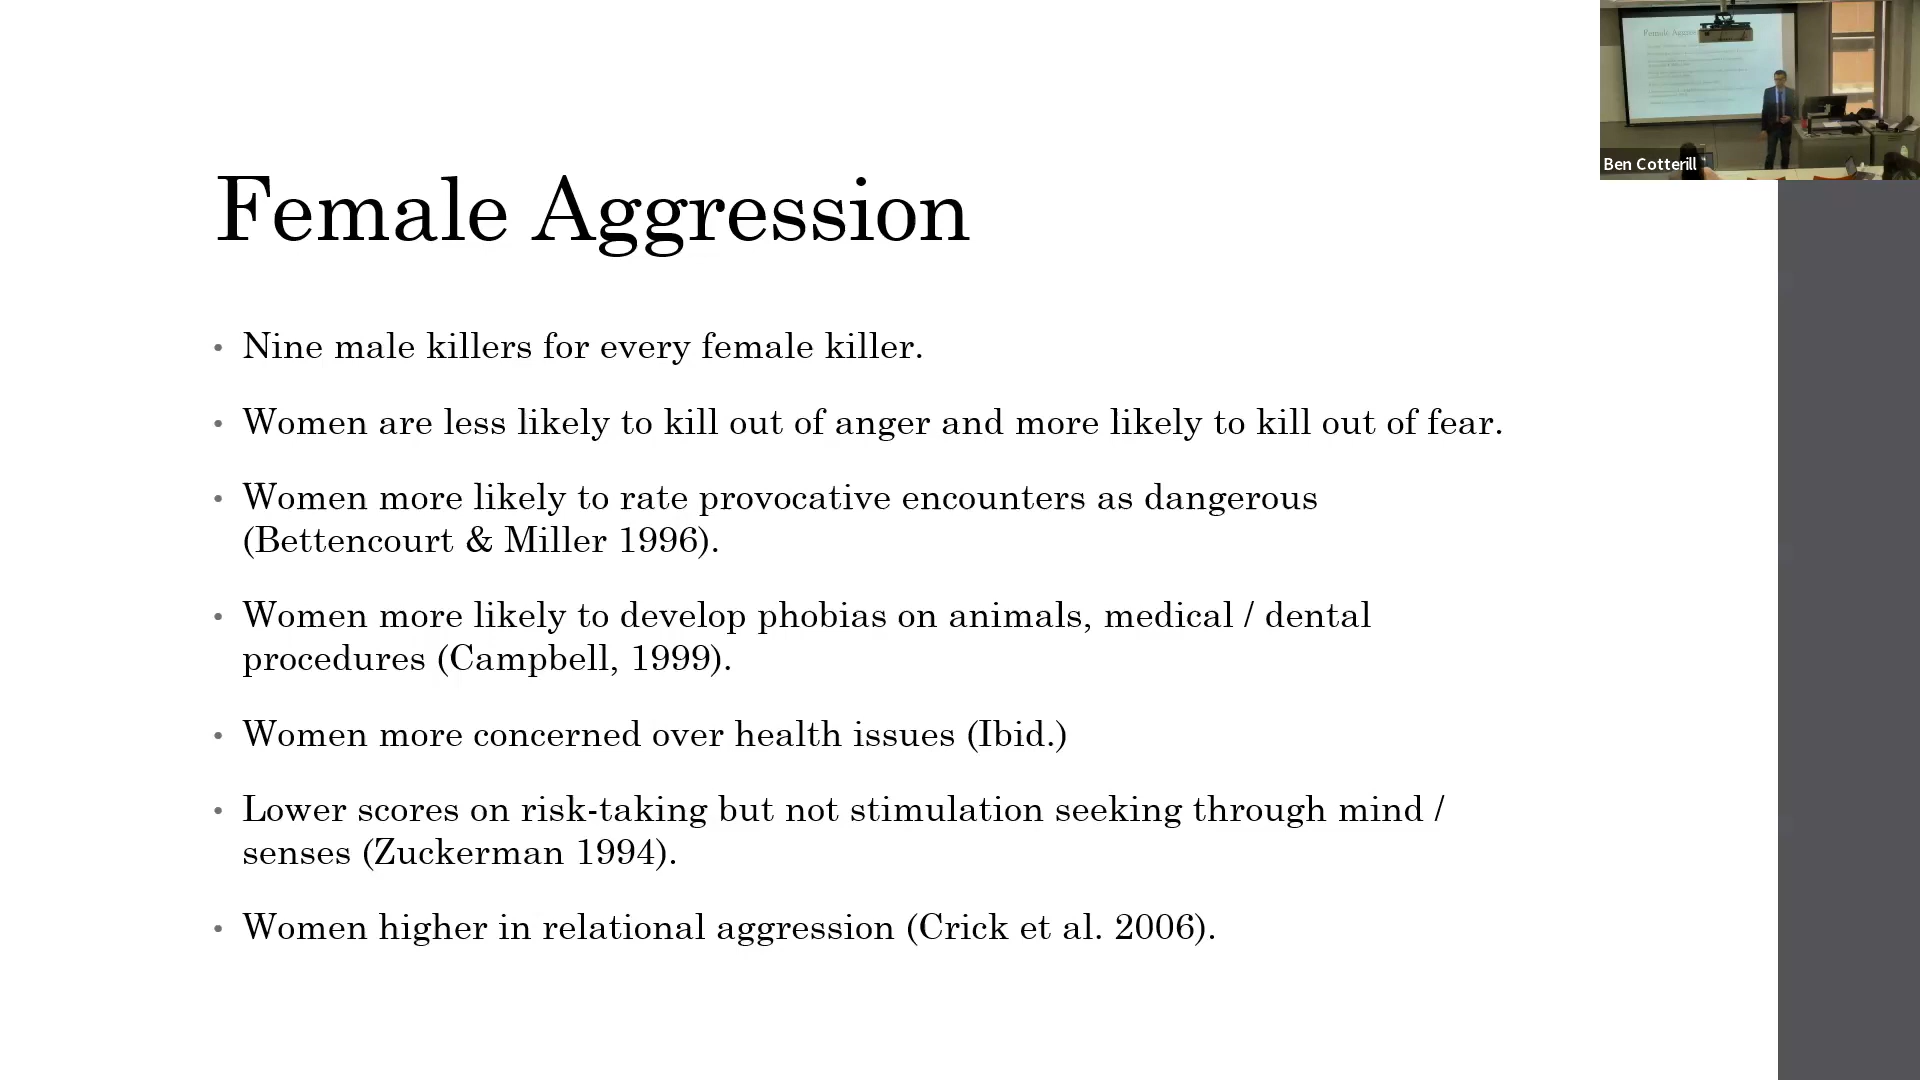 Female Aggression
• Nine male killers for every female killer.
• Women are less likely to kill out of anger and more likely to kill out of fear.
• Women more likely to rate provocative encounters as dangerous
(Bettencourt & Miller 1996).
• Women more likely to develop phobias on animals, medical / dental
procedures (Campbell, 1999).
• Women more concerned over health issues (Ibid.)
• Lower scores on risk-taking but not stimulation seeking through mind /
senses (Zuckerman 1994).
• Women higher in relational aggression (Crick et al. 2006).
Ben Cotterill